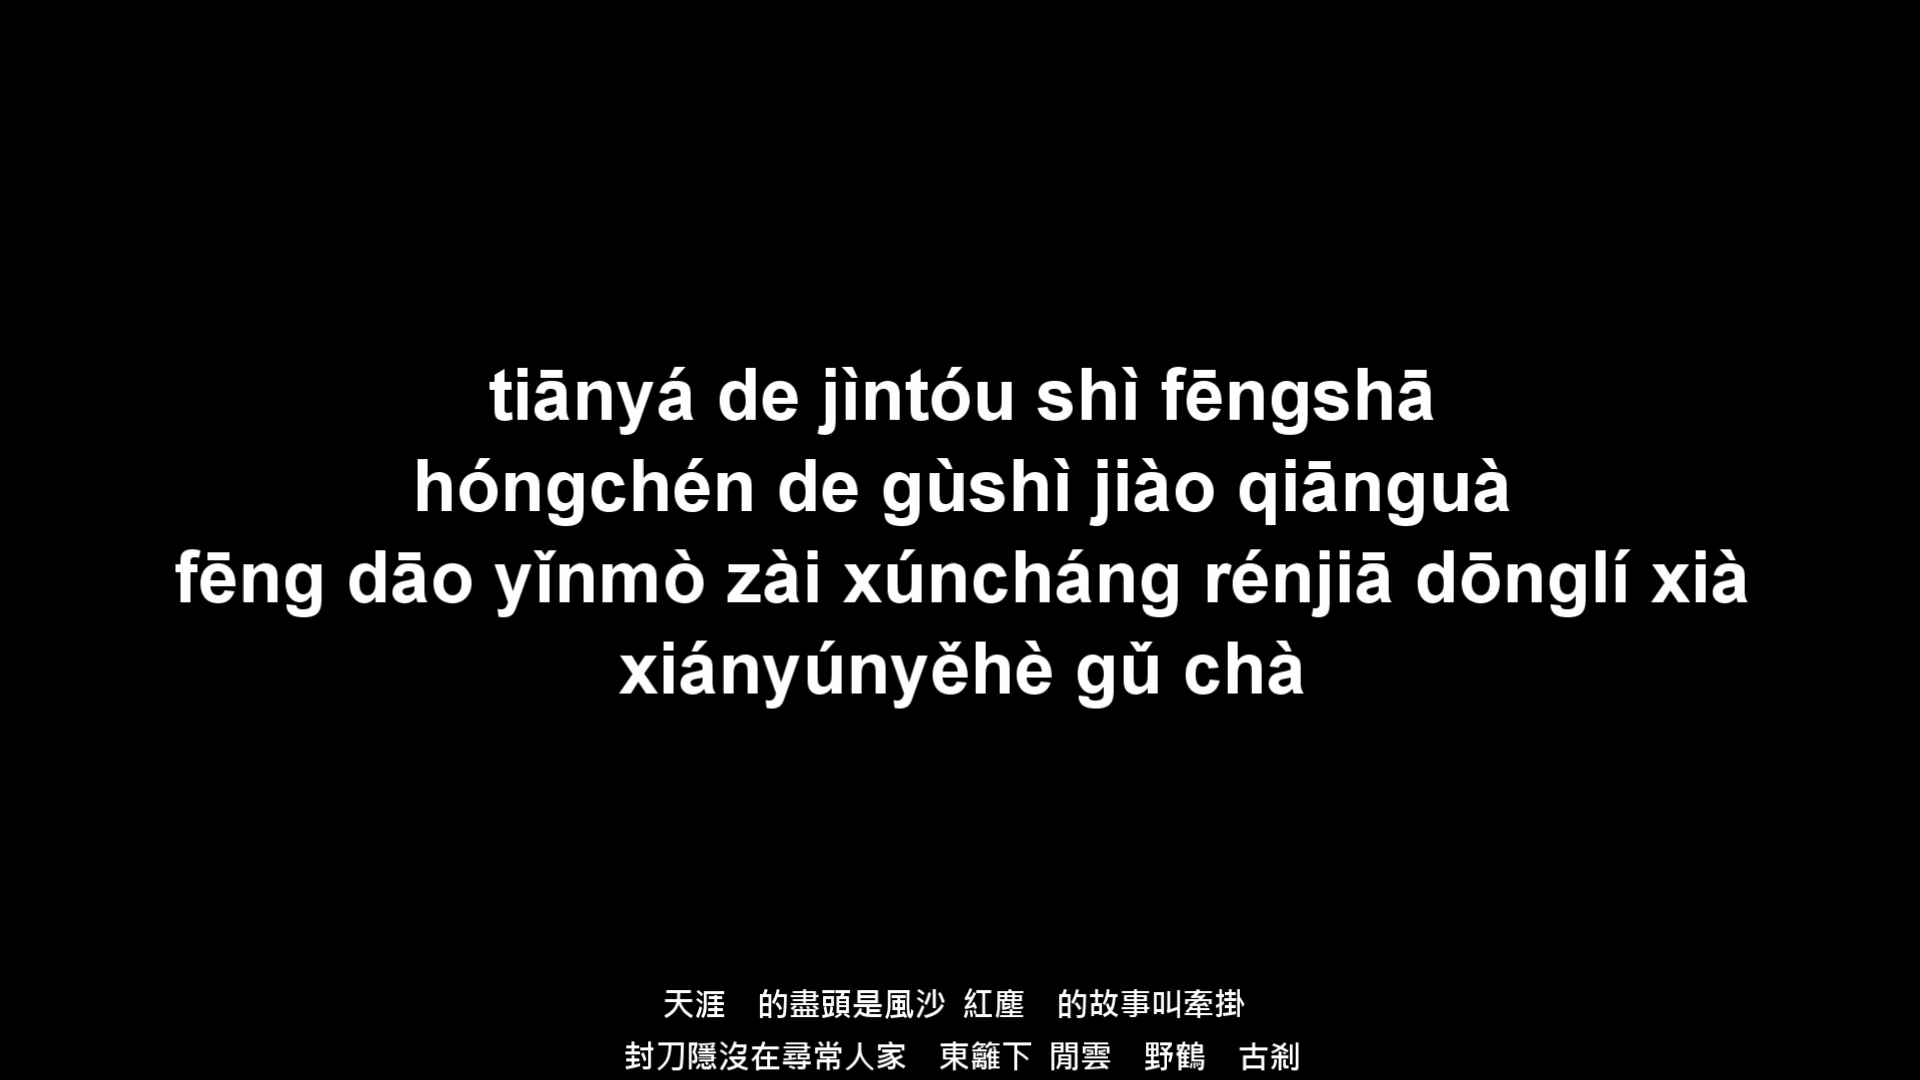 tiānyá de jìntóu shì fēngshā
hóngchén de gùshì jiào qiānguà
fēng dāo yǐnmò zài xúncháng rénjiā dōnglí xià
xiányúnyěhè gǔ chà
天涯　的盡頭是風沙 紅塵　的故事叫牽掛
封刀隱沒在尋常人家　東籬下 閒雲　野鶴　古剎